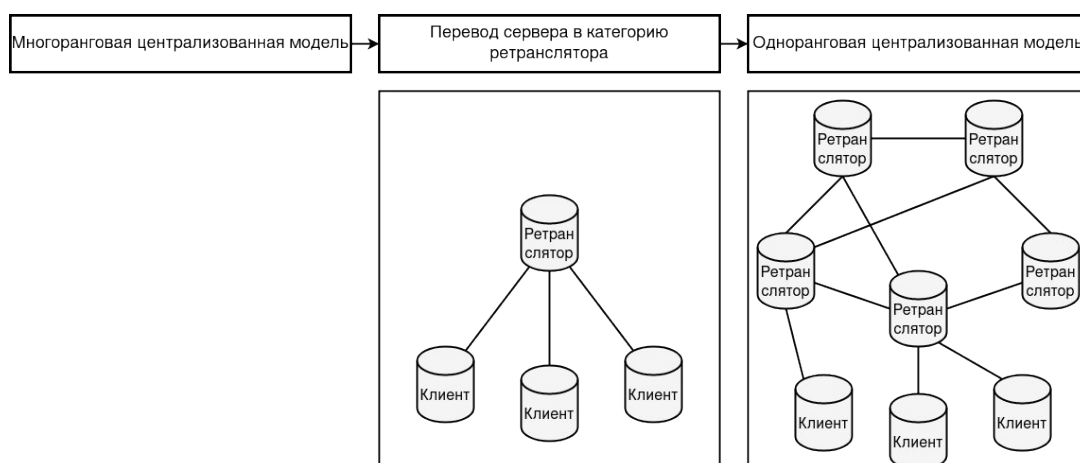 Многоранговая централизованная модель
Перевод сервера в категорию
ретранслятора
Одноранговая централизованная модель
Ретран
слятор
Клиент
Клиент
Клиент
Ретран
слятор
Ретран
слятор
Ретран
слятор
Ретран
слятор
Ретран
слятор
Клиент
Клиент
Клиент